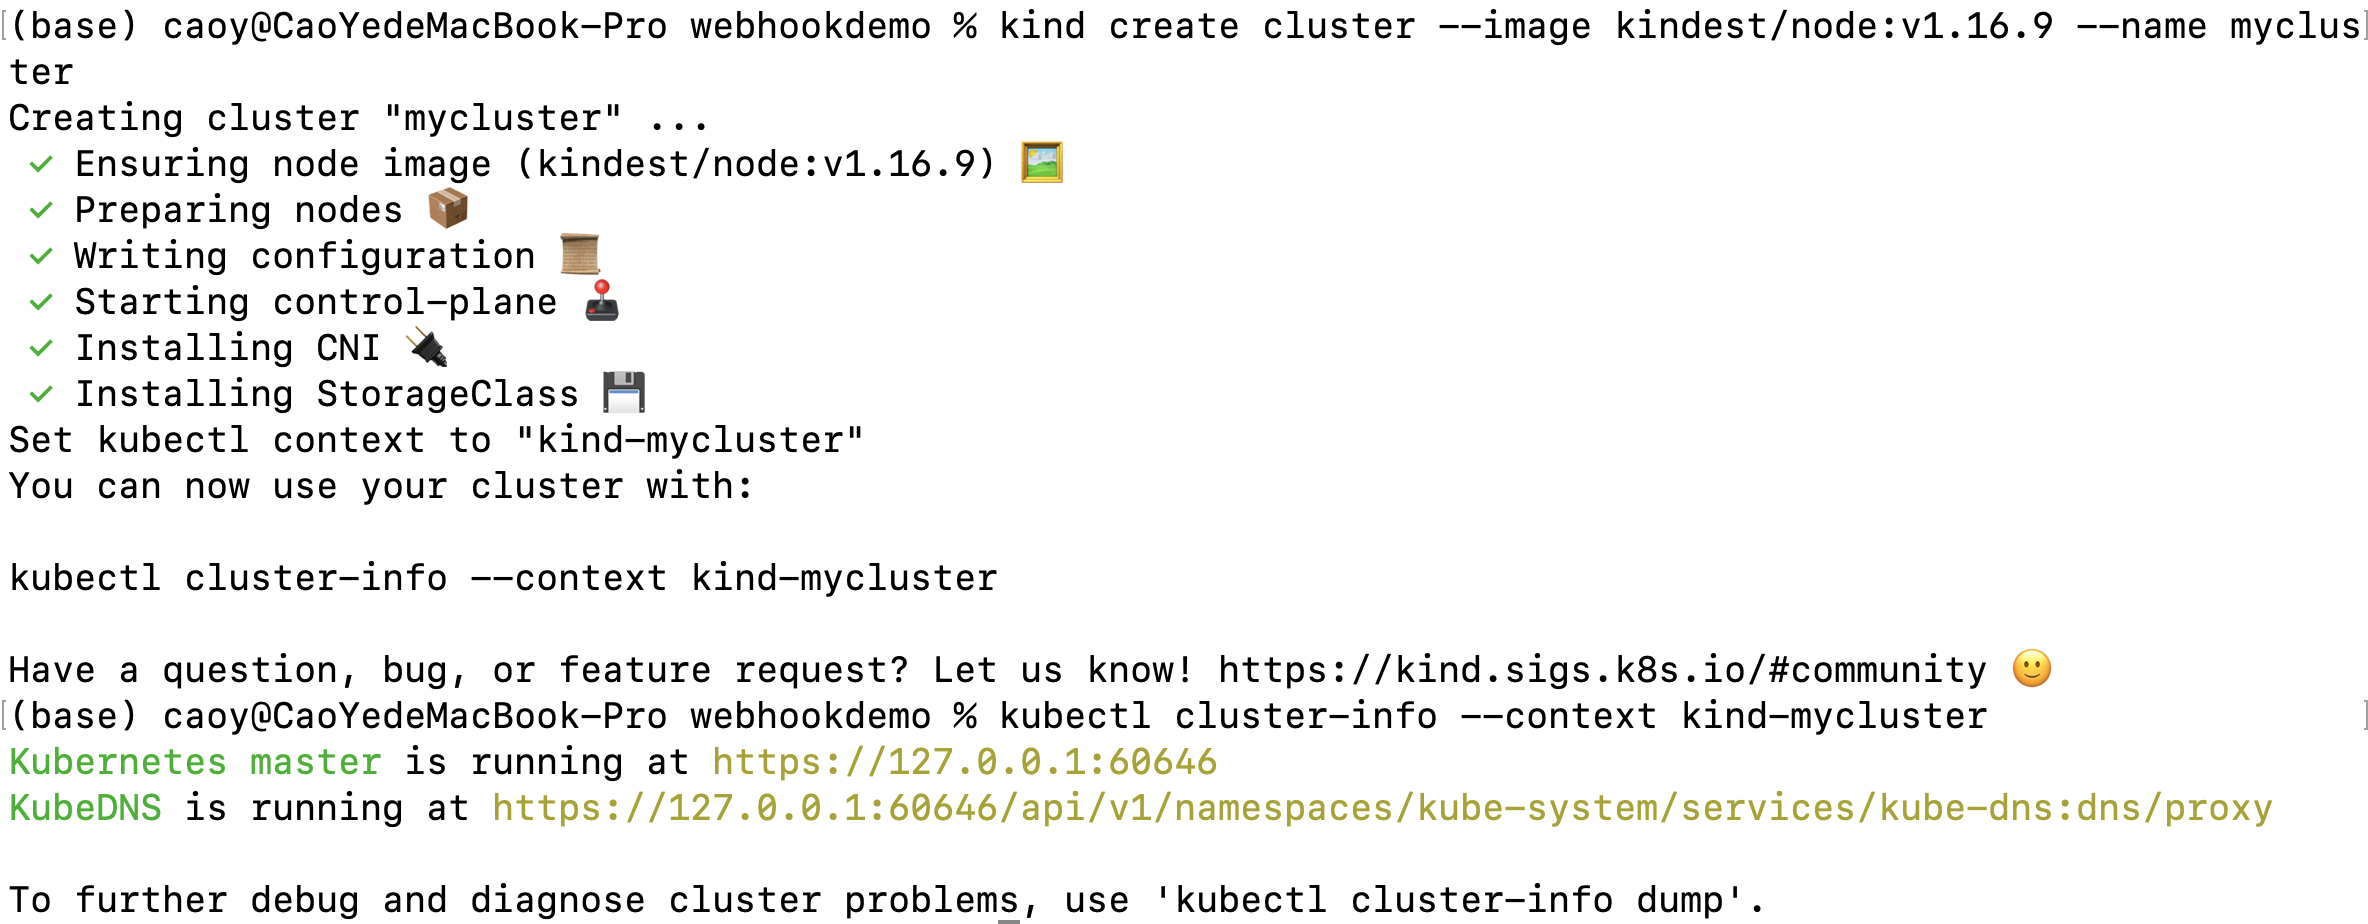 (base) caoy@CaoYedeMacBook-Pro webhookdemo % kind create cluster --image kindest/node:v1.16.9 --name myclus
ter
Creating cluster "mycluster" ...
✓ Ensuring node image (kindest/node:v1.16.9) 🖼
✓ Preparing nodes 📦
✓ Writing configuration 📜
✓ Starting control-plane 🕹️
✓ Installing CNI 🔌
✓ Installing StorageClass 💾
Set kubectl context to "kind-mycluster"
You can now use your cluster with:
kubectl cluster-info --context kind-mycluster
Have a question, bug, or feature request? Let us know! https://kind.sigs.k8s.io/#community 🙂
(base) caoy@CaoYedeMacBook-Pro webhookdemo % kubectl cluster-info --context kind-mycluster
Kubernetes master is running at https://127.0.0.1:60646
KubeDNS is running at https://127.0.0.1:60646/api/v1/namespaces/kube-system/services/kube-dns:dns/proxy
To further debug and diagnose cluster problems, use 'kubectl cluster-info dump'.